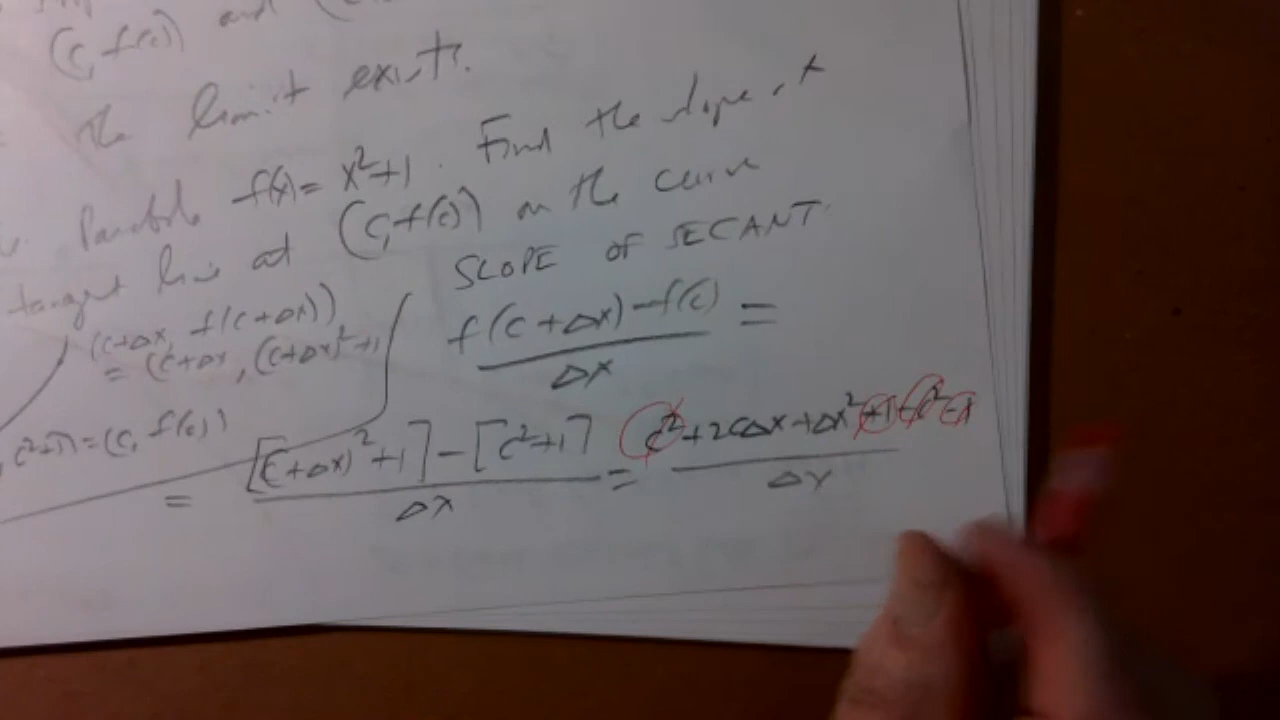 (c, f(c)) and
the limit exists.
Parabola f(x) = x²+1. Find the slope of
tangent line at (c, f(c)) on the curve
SLOPE OF SECANT
(c+Δx, f(c+Δx))
= (c+Δx, (c+Δx)²+1
f(c+Δx)-f(c) =
Δx
c²+1) = (c, f(c))
= [(c+Δx)²+1] - [c²+1] = c²+2cΔx+Δx²+1-c²-1
Δx Δx